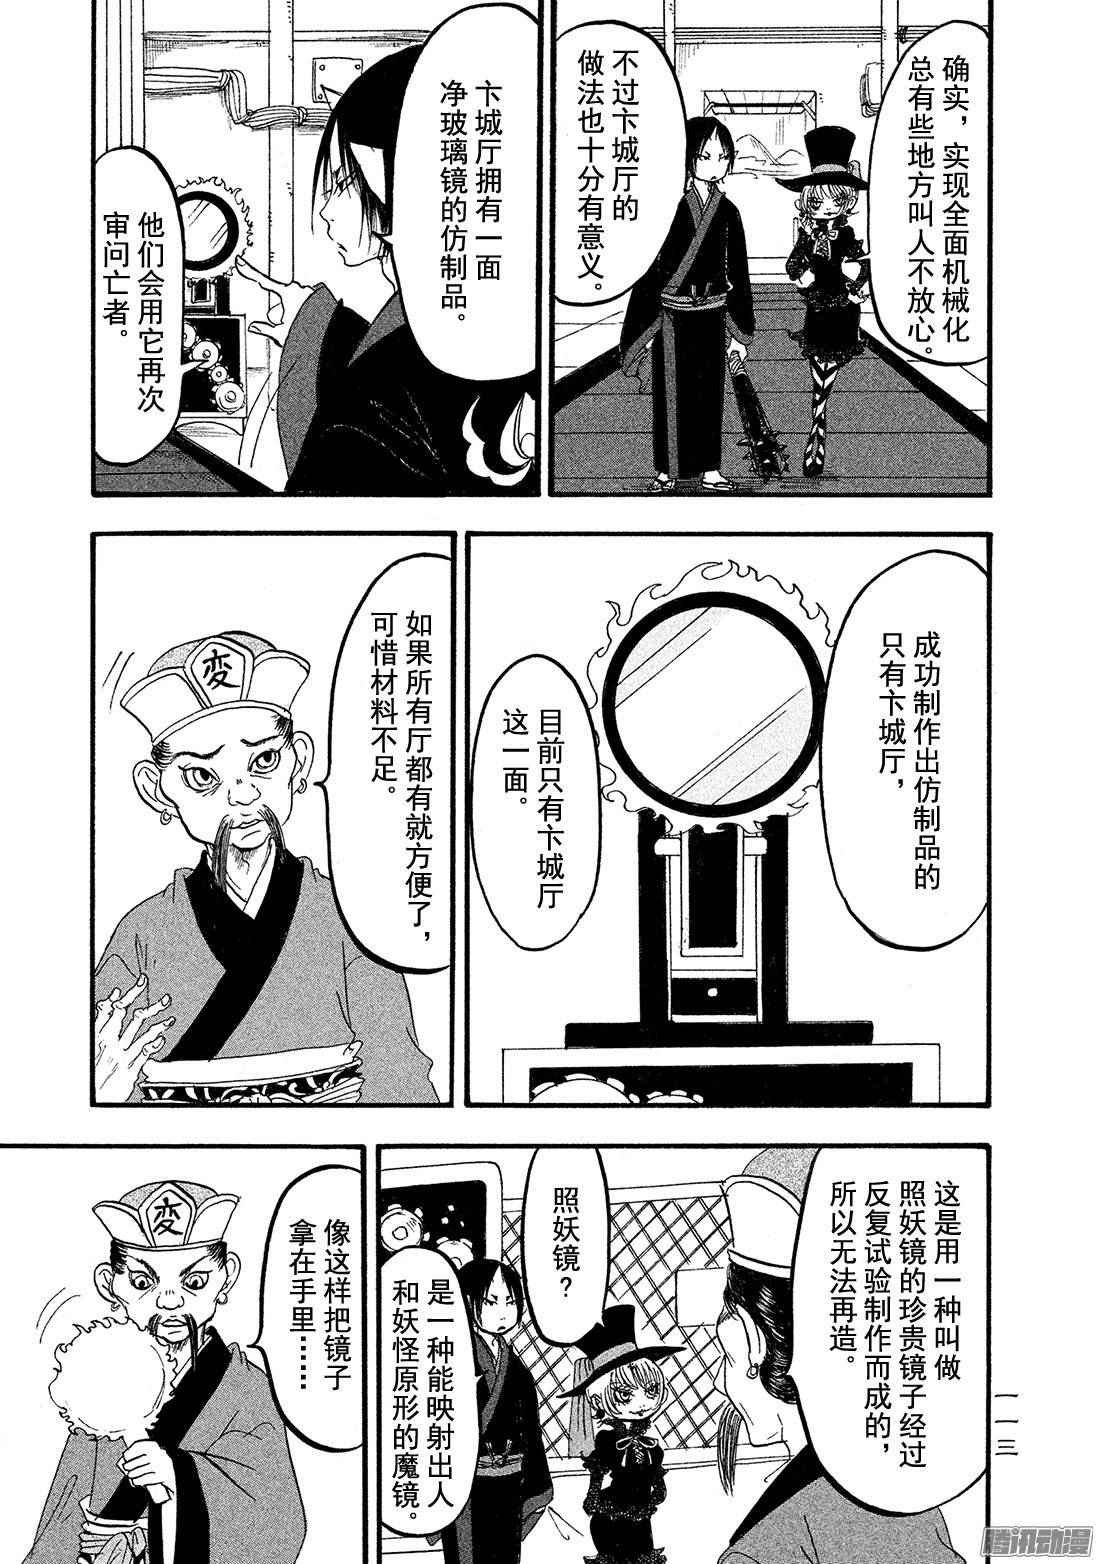 确实，实现全面机械化
总有些地方叫人不放心。
不过卞城厅的
做法也十分有意义。
卞城厅拥有一面
净玻璃镜的仿制品。
他们会用它再次
审问亡者。
成功制作出仿制品的
只有卞城厅，
目前只有卞城厅
这一面。
如果所有厅都有就方便了，
可惜材料不足。
変
这是用一种叫做
照妖镜的珍贵镜子经过
反复试验制作而成的，
所以无法再造。
照妖镜？
是一种能映射出人
和妖怪原形的魔镜。
像这样把镜子
拿在手里……
変
一一三
腾讯动漫